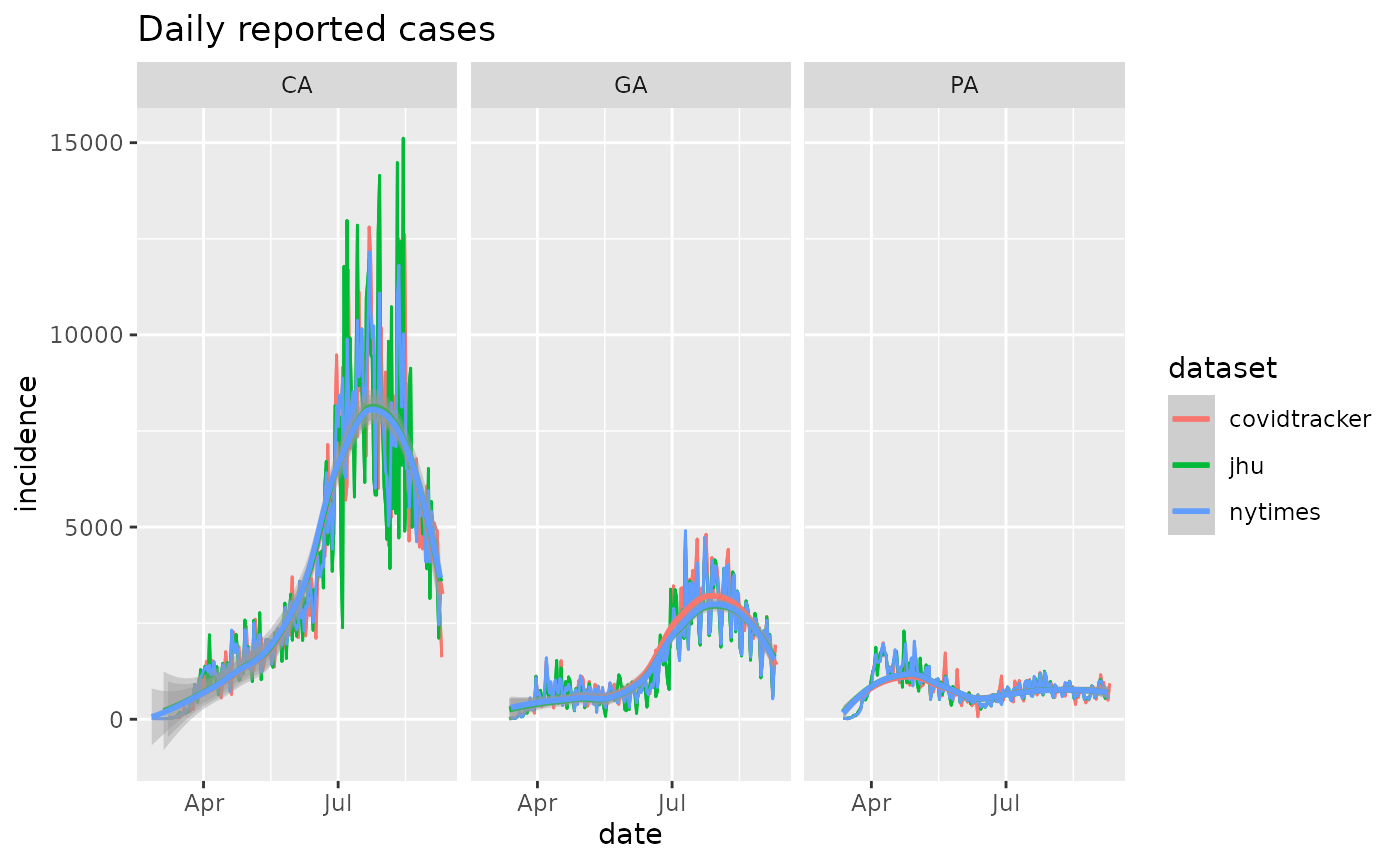 Daily reported cases
CA
GA
PA
15000
10000
5000
0
incidence
Apr
Jul
Apr
Jul
Apr
Jul
date
dataset
covidtracker
jhu
nytimes